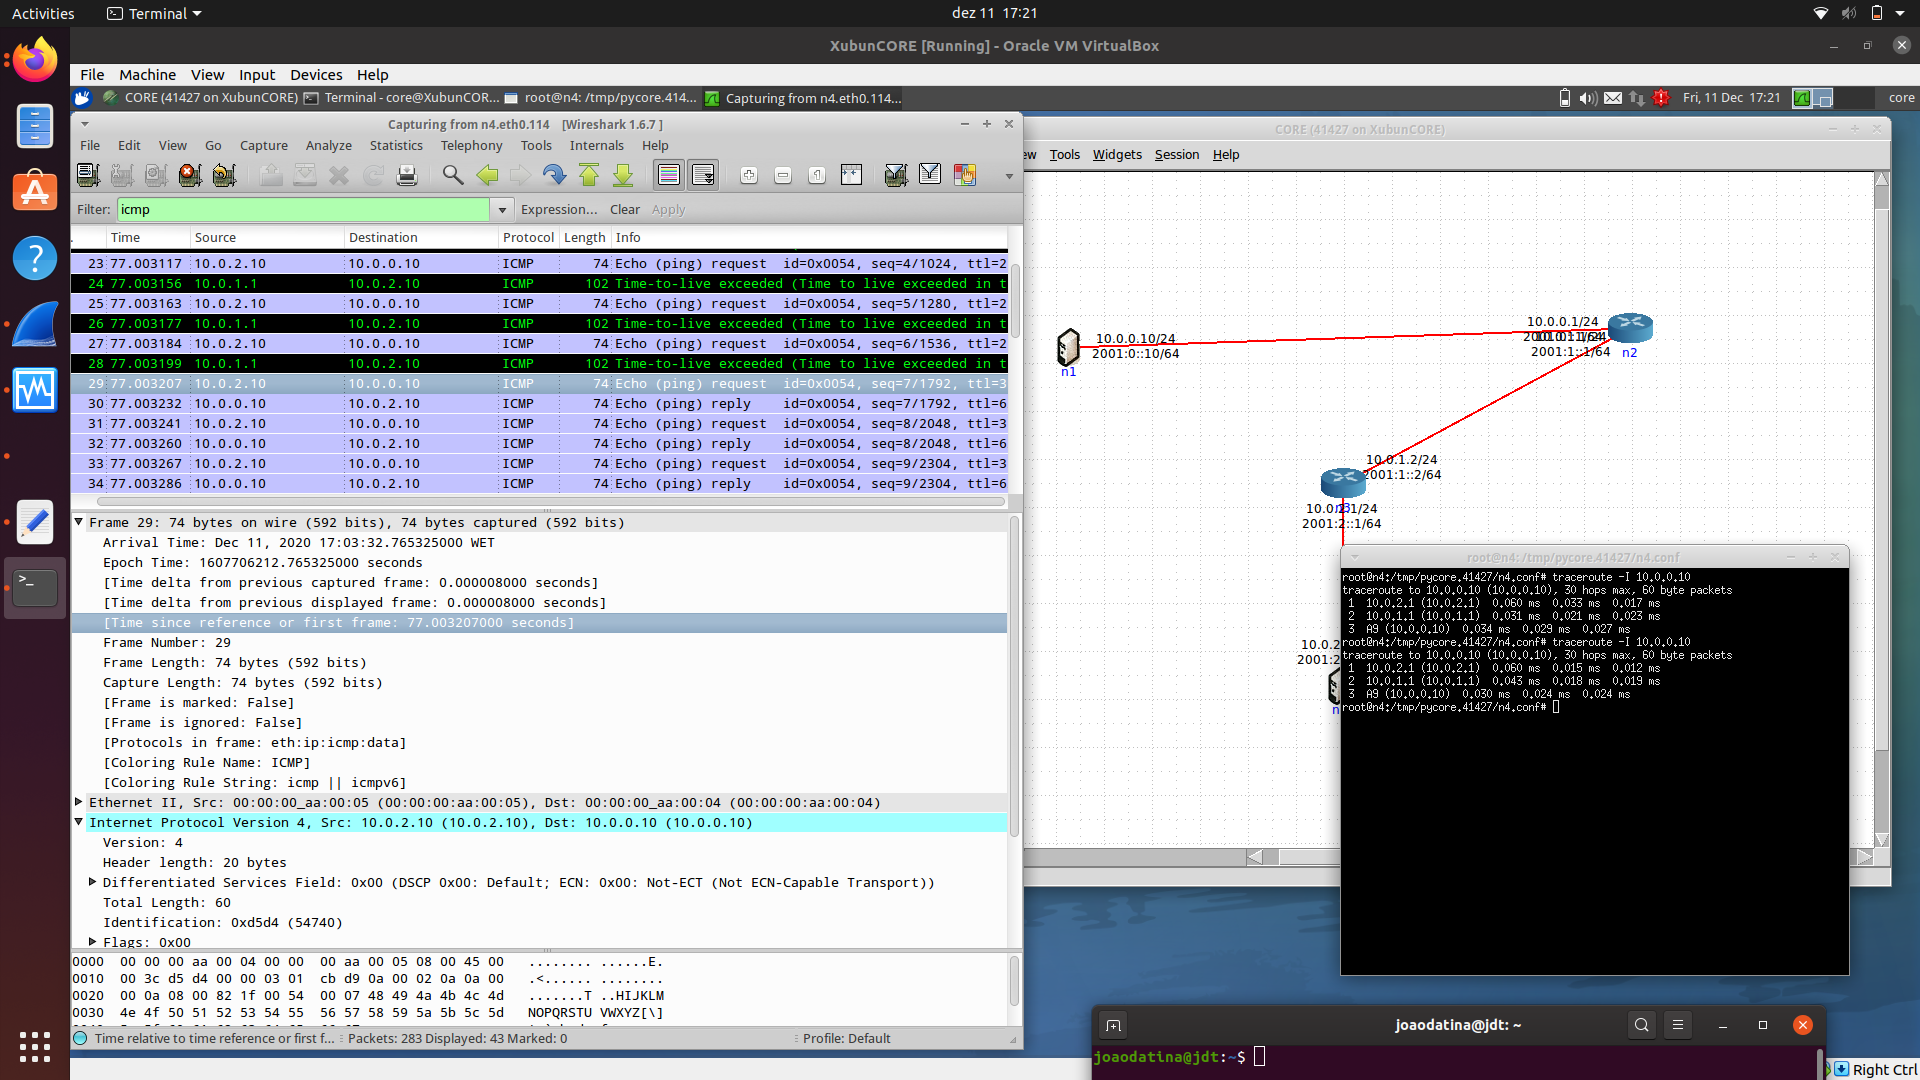 Activities
Terminal
dez 11 17:21
XubunCORE [Running] - Oracle VM VirtualBox
File Machine View Input Devices Help
CORE (41427 on XubunCORE)
Terminal - core@XubunCOR...
root@n4: /tmp/pycore.414...
Capturing from n4.eth0.114...
Fri, 11 Dec 17:21
core
Capturing from n4.eth0.114 [Wireshark 1.6.7 ]
File Edit View Go Capture Analyze Statistics Telephony Tools Internals Help
Filter: icmp
Expression... Clear Apply
. Time Source Destination Protocol Length Info
23 77.003117 10.0.2.10 10.0.0.10 ICMP 74 Echo (ping) request id=0x0054, seq=4/1024, ttl=2
24 77.003156 10.0.1.1 10.0.2.10 ICMP 102 Time-to-live exceeded (Time to live exceeded in t
25 77.003163 10.0.2.10 10.0.0.10 ICMP 74 Echo (ping) request id=0x0054, seq=5/1280, ttl=2
26 77.003177 10.0.1.1 10.0.2.10 ICMP 102 Time-to-live exceeded (Time to live exceeded in t
27 77.003184 10.0.2.10 10.0.0.10 ICMP 74 Echo (ping) request id=0x0054, seq=6/1536, ttl=2
28 77.003199 10.0.1.1 10.0.2.10 ICMP 102 Time-to-live exceeded (Time to live exceeded in t
29 77.003207 10.0.2.10 10.0.0.10 ICMP 74 Echo (ping) request id=0x0054, seq=7/1792, ttl=3
30 77.003232 10.0.0.10 10.0.2.10 ICMP 74 Echo (ping) reply id=0x0054, seq=7/1792, ttl=6
31 77.003241 10.0.2.10 10.0.0.10 ICMP 74 Echo (ping) request id=0x0054, seq=8/2048, ttl=3
32 77.003260 10.0.0.10 10.0.2.10 ICMP 74 Echo (ping) reply id=0x0054, seq=8/2048, ttl=6
33 77.003267 10.0.2.10 10.0.0.10 ICMP 74 Echo (ping) request id=0x0054, seq=9/2304, ttl=3
34 77.003286 10.0.0.10 10.0.2.10 ICMP 74 Echo (ping) reply id=0x0054, seq=9/2304, ttl=6
Frame 29: 74 bytes on wire (592 bits), 74 bytes captured (592 bits)
Arrival Time: Dec 11, 2020 17:03:32.765325000 WET
Epoch Time: 1607706212.765325000 seconds
[Time delta from previous captured frame: 0.000008000 seconds]
[Time delta from previous displayed frame: 0.000008000 seconds]
[Time since reference or first frame: 77.003207000 seconds]
Frame Number: 29
Frame Length: 74 bytes (592 bits)
Capture Length: 74 bytes (592 bits)
[Frame is marked: False]
[Frame is ignored: False]
[Protocols in frame: eth:ip:icmp:data]
[Coloring Rule Name: ICMP]
[Coloring Rule String: icmp || icmpv6]
Ethernet II, Src: 00:00:00_aa:00:05 (00:00:00:aa:00:05), Dst: 00:00:00_aa:00:04 (00:00:00:aa:00:04)
Internet Protocol Version 4, Src: 10.0.2.10 (10.0.2.10), Dst: 10.0.0.10 (10.0.0.10)
Version: 4
Header length: 20 bytes
Differentiated Services Field: 0x00 (DSCP 0x00: Default; ECN: 0x00: Not-ECT (Not ECN-Capable Transport))
Total Length: 60
Identification: 0xd5d4 (54740)
Flags: 0x00
0000 00 00 00 aa 00 04 00 00 00 aa 00 05 08 00 45 00 ........ ......E.
0010 00 3c d5 d4 00 00 03 01 cb d9 0a 00 02 0a 0a 00 .<...... ........
0020 00 0a 08 00 82 1f 00 54 00 07 48 49 4a 4b 4c 4d .......T ..HIJKLM
0030 4e 4f 50 51 52 53 54 55 56 57 58 59 5a 5b 5c 5d NOPQRSTU VWXYZ[\]
Time relative to time reference or first f...
Packets: 283 Displayed: 43 Marked: 0
Profile: Default
CORE (41427 on XubunCORE)
ew Tools Widgets Session Help
10.0.0.10/24
2001:0::10/64
n1
10.0.0.1/24
2001:1::1/64
n2
10.0.1.2/24
2001:1::2/64
10.0.2.1/24
2001:2::1/64
10.0.2
2001:2
n
root@n4: /tmp/pycore.41427/n4.conf
root@n4:/tmp/pycore.41427/n4.conf# traceroute -I 10.0.0.10
traceroute to 10.0.0.10 (10.0.0.10), 30 hops max, 60 byte packets
1 10.0.2.1 (10.0.2.1) 0.060 ms 0.033 ms 0.017 ms
2 10.0.1.1 (10.0.1.1) 0.031 ms 0.021 ms 0.023 ms
3 A9 (10.0.0.10) 0.034 ms 0.029 ms 0.027 ms
root@n4:/tmp/pycore.41427/n4.conf# traceroute -I 10.0.0.10
traceroute to 10.0.0.10 (10.0.0.10), 30 hops max, 60 byte packets
1 10.0.2.1 (10.0.2.1) 0.060 ms 0.015 ms 0.012 ms
2 10.0.1.1 (10.0.1.1) 0.043 ms 0.018 ms 0.019 ms
3 A9 (10.0.0.10) 0.030 ms 0.024 ms 0.024 ms
root@n4:/tmp/pycore.41427/n4.conf#
joaodatina@jdt: ~
joaodatina@jdt:~$
Right Ctrl